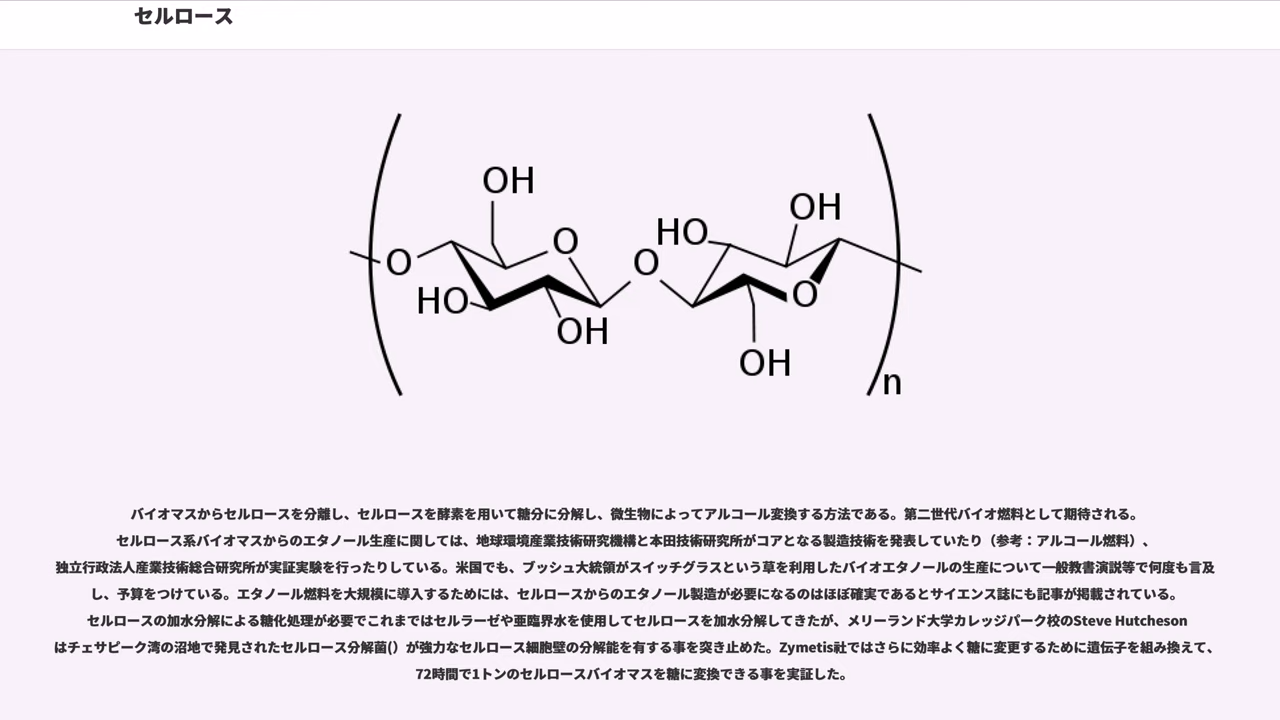 セルロース
OH
OH
HO
O
O
O
HO
O
OH
OH
n
バイオマスからセルロースを分離し、セルロースを酵素を用いて糖分に分解し、微生物によってアルコール変換する方法である。第二世代バイオ燃料として期待される。
セルロース系バイオマスからのエタノール生産に関しては、地球環境産業技術研究機構と本田技術研究所がコアとなる製造技術を発表していたり（参考：アルコール燃料）、
独立行政法人産業技術総合研究所が実証実験を行ったりしている。米国でも、ブッシュ大統領がスイッチグラスという草を利用したバイオエタノールの生産について一般教書演説等で何度も言及
し、予算をつけている。エタノール燃料を大規模に導入するためには、セルロースからのエタノール製造が必要になるのはほぼ確実であるとサイエンス誌にも記事が掲載されている。
セルロースの加水分解による糖化処理が必要でこれまではセルラーゼや亜臨界水を使用してセルロースを加水分解してきたが、メリーランド大学カレッジパーク校のSteve Hutcheson
はチェサピーク湾の沼地で発見されたセルロース分解菌(）が強力なセルロース細胞壁の分解能を有する事を突き止めた。Zymetis社ではさらに効率よく糖に変更するために遺伝子を組み換えて、
72時間で1トンのセルロースバイオマスを糖に変換できる事を実証した。